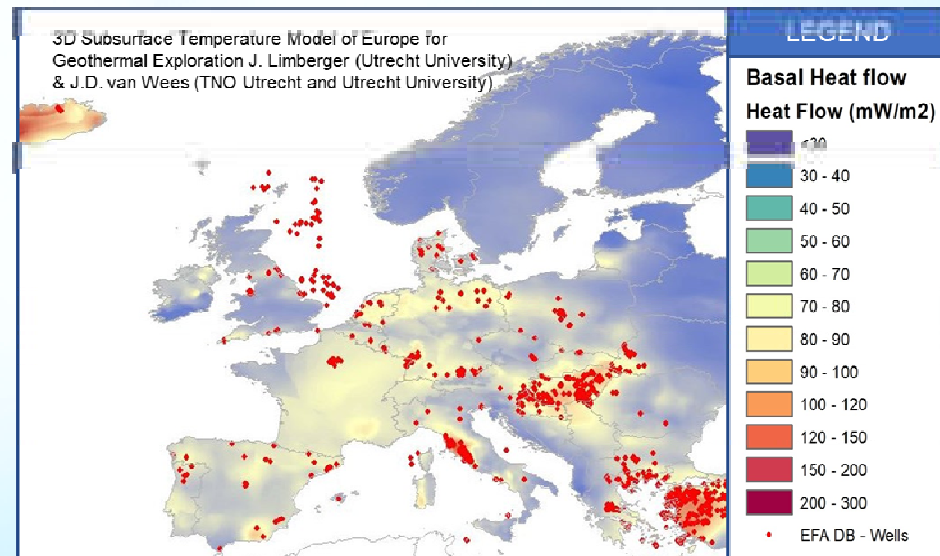 3D Subsurface Temperature Model of Europe for
Geothermal Exploration J. Limberger (Utrecht University)
& J.D. van Wees (TNO Utrecht and Utrecht University)
LEGEND
Basal Heat flow
Heat Flow (mW/m2)
<30
30 - 40
40 - 50
50 - 60
60 - 70
70 - 80
80 - 90
90 - 100
100 - 120
120 - 150
150 - 200
200 - 300
EFA DB - Wells